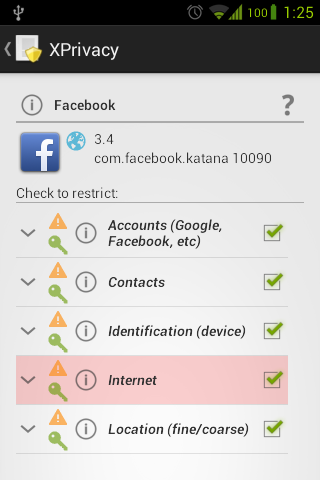 100 1:25
XPrivacy
Facebook ?
3.4
com.facebook.katana 10090
Check to restrict:
Accounts (Google,
Facebook, etc)
Contacts
Identification (device)
Internet
Location (fine/coarse)